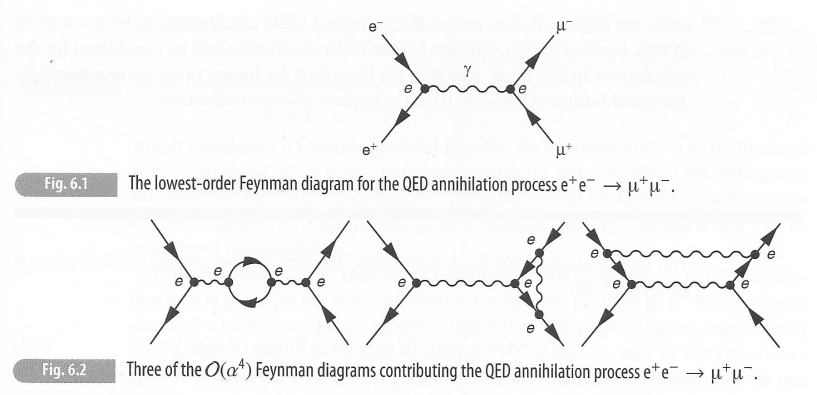 e⁻ μ⁻
γ
e e
e⁺ μ⁺
Fig. 6.1 The lowest-order Feynman diagram for the QED annihilation process e⁺e⁻ → μ⁺μ⁻.
e e e e
e e e
e e
Fig. 6.2 Three of the O(α⁴) Feynman diagrams contributing the QED annihilation process e⁺e⁻ → μ⁺μ⁻.